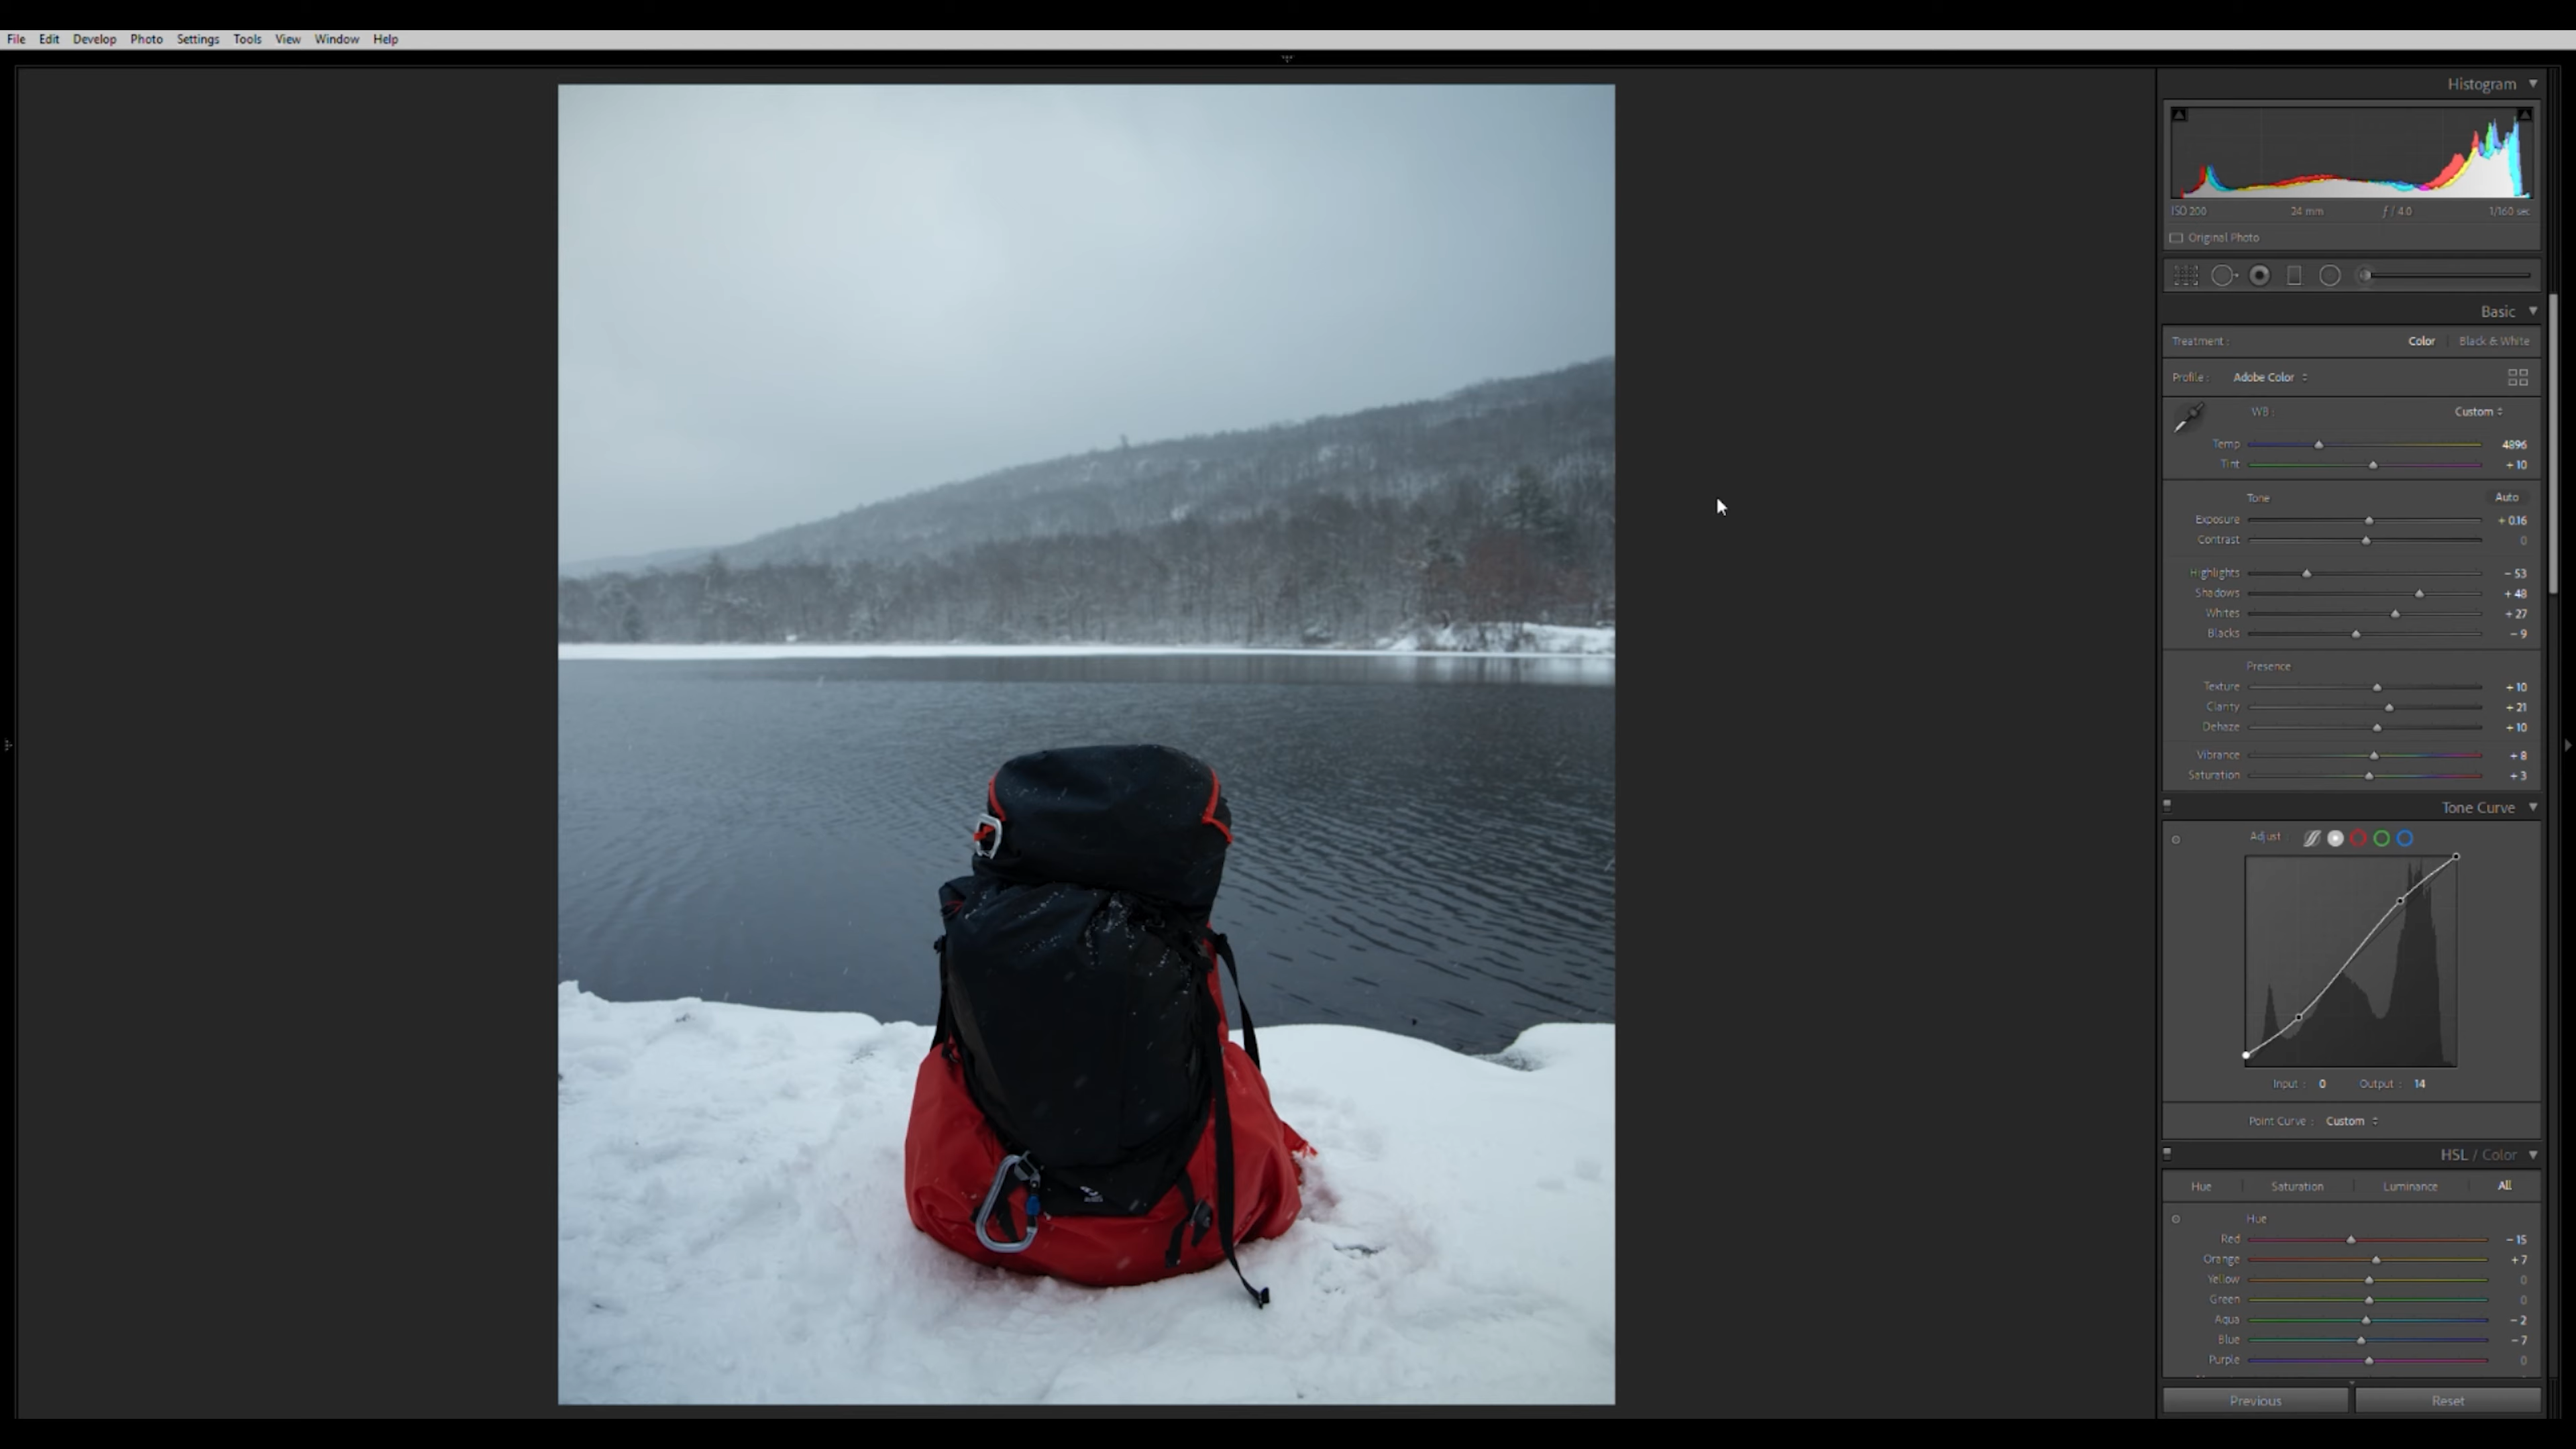 File Edit Develop Photo Settings Tools View Window Help
Histogram
ISO 200 24 mm ƒ / 4.0 1/160 sec
Original Photo
Basic
Treatment : Color Black & White
Profile : Adobe Color
WB : Custom
Temp 4896
Tint + 10
Tone Auto
Exposure + 0.16
Contrast 0
Highlights − 53
Shadows + 48
Whites + 27
Blacks − 9
Presence
Texture + 10
Clarity + 21
Dehaze + 10
Vibrance + 8
Saturation + 3
Tone Curve
Adjust
Input : 0 Output : 14
Point Curve : Custom
HSL / Color
Hue Saturation Luminance All
Hue
Red − 15
Orange + 7
Yellow 0
Green 0
Aqua − 2
Blue − 7
Purple 0
Previous Reset